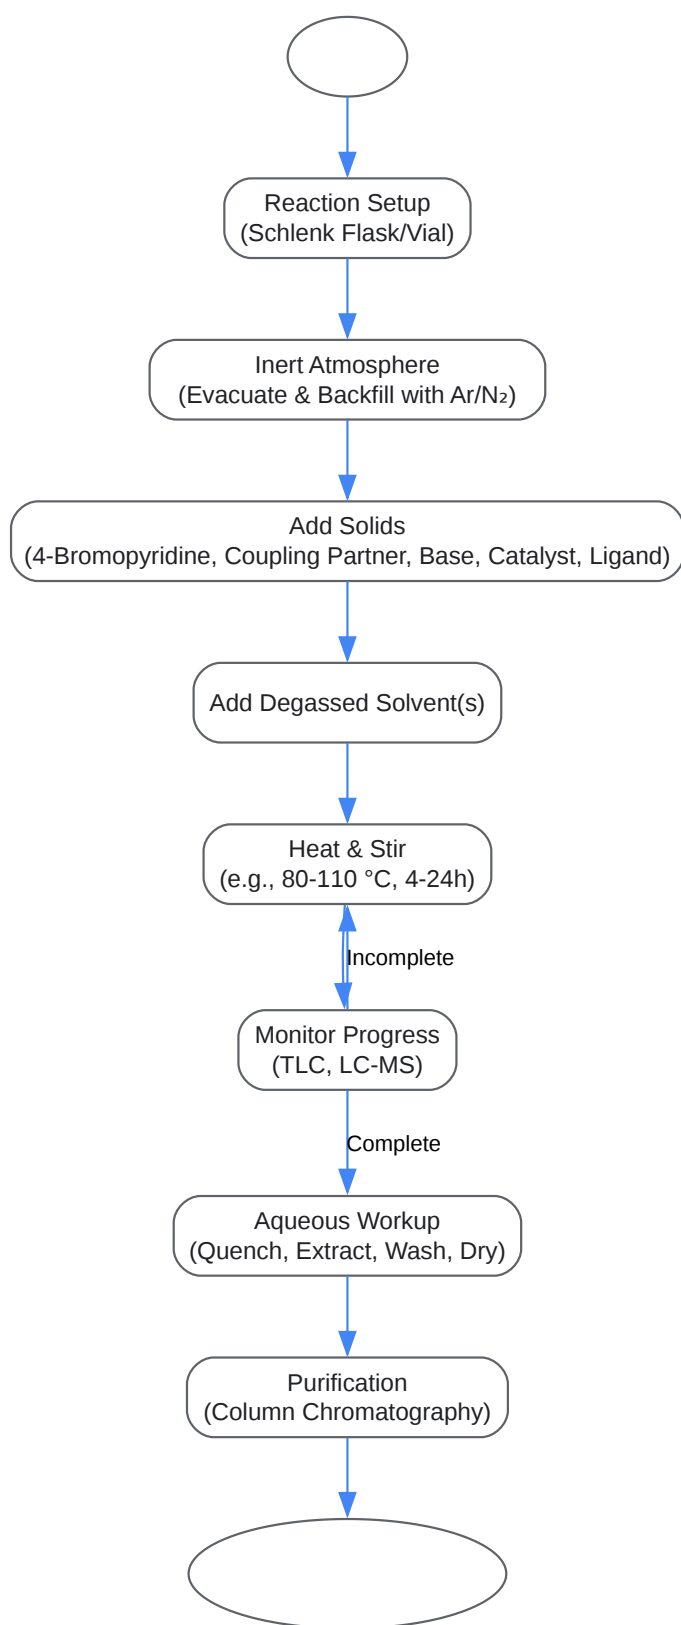 Reaction Setup
(Schlenk Flask/Vial)
Inert Atmosphere
(Evacuate & Backfill with Ar/N₂)
Add Solids
(4-Bromopyridine, Coupling Partner, Base, Catalyst, Ligand)
Add Degassed Solvent(s)
Heat & Stir
(e.g., 80-110 °C, 4-24h)
Incomplete
Monitor Progress
(TLC, LC-MS)
Complete
Aqueous Workup
(Quench, Extract, Wash, Dry)
Purification
(Column Chromatography)